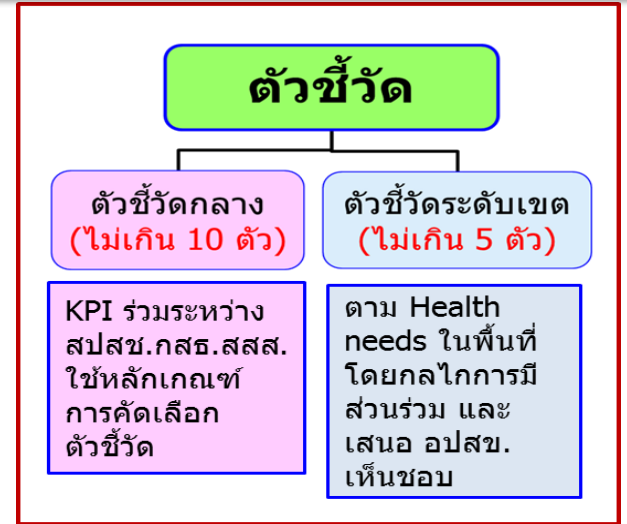 ตัวชี้วัด
ตัวชี้วัดกลาง
(ไม่เกิน 10 ตัว)
ตัวชี้วัดระดับเขต
(ไม่เกิน 5 ตัว)
KPI ร่วมระหว่าง
สปสช.กสธ.สสส.
ใช้หลักเกณฑ์
การคัดเลือก
ตัวชี้วัด
ตาม Health
needs ในพื้นที่
โดยกลไกการมี
ส่วนร่วม และ
เสนอ อปสข.
เห็นชอบ